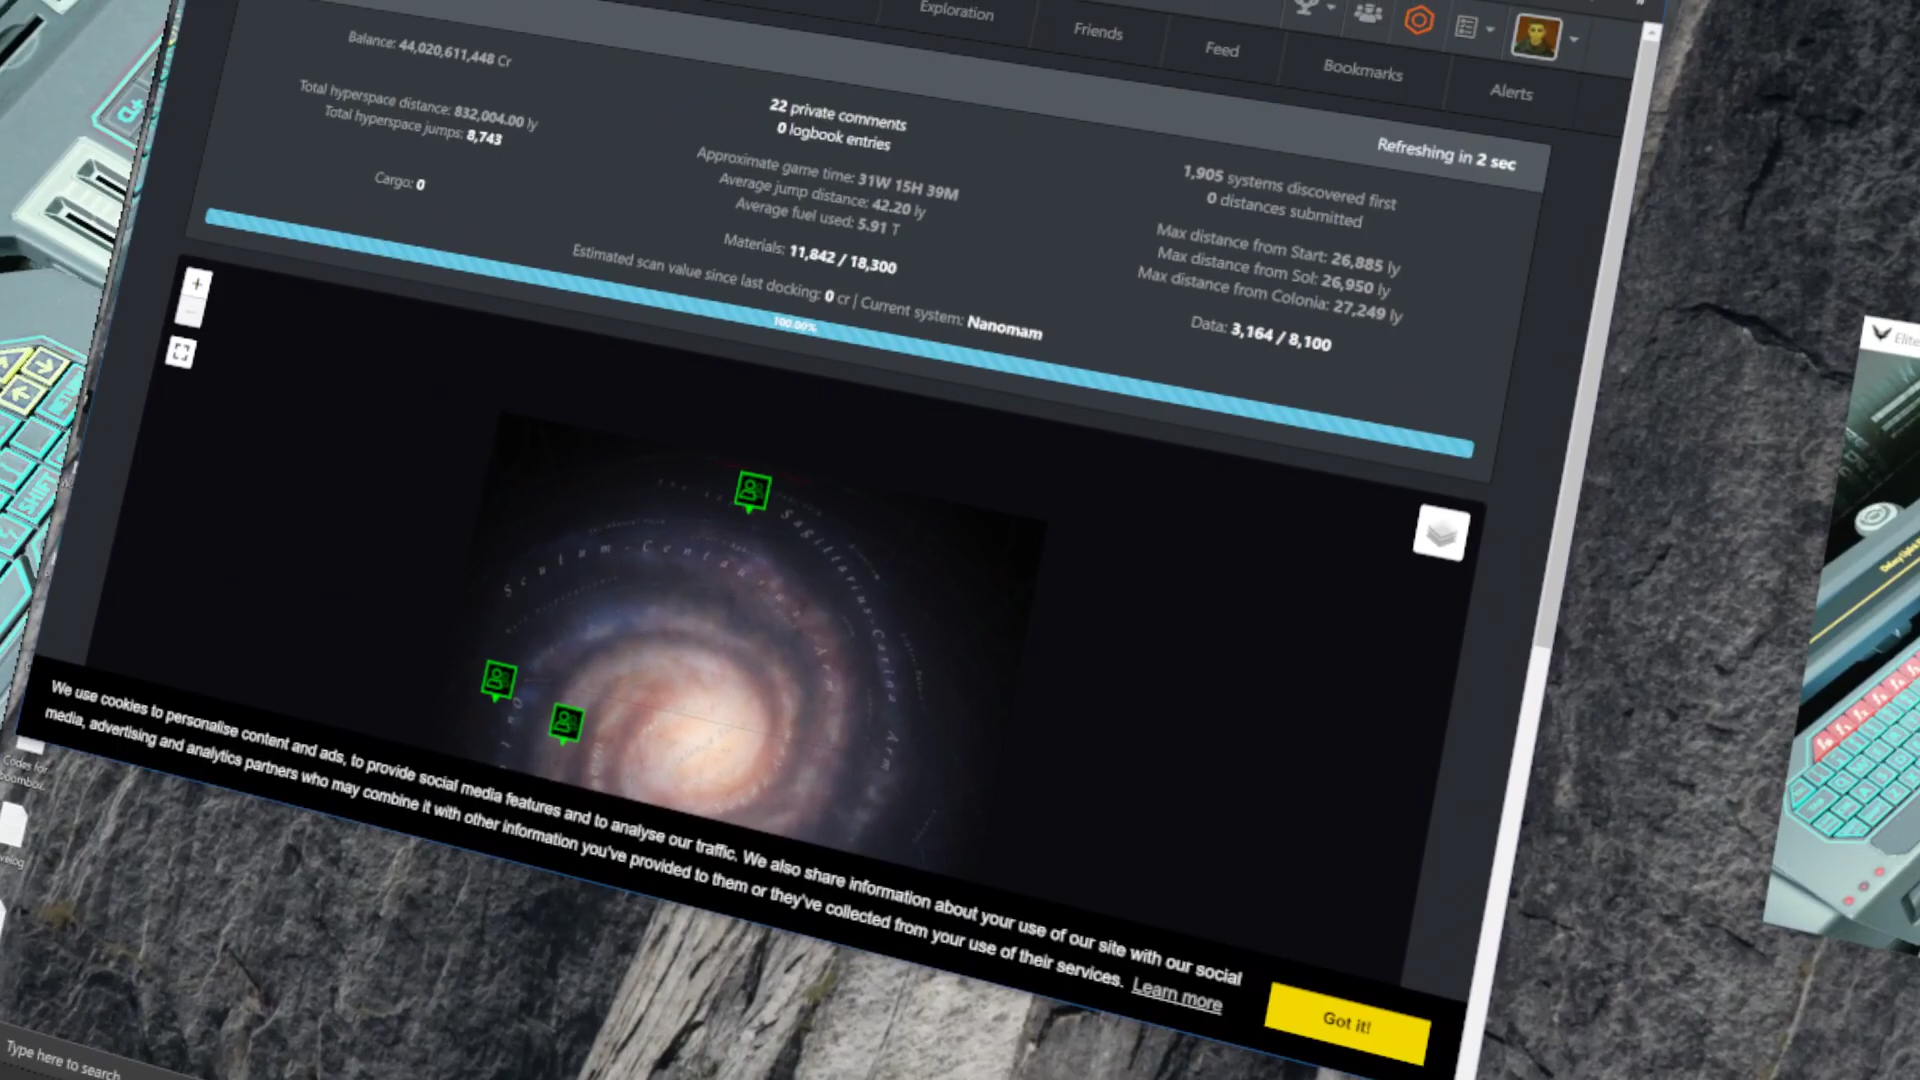 Exploration
Friends
Feed
Bookmarks
Alerts
Refreshing in 2 sec
Balance: 44,020,611,448 Cr
Total hyperspace distance: 832,004.00 ly
Total hyperspace jumps: 8,743
Cargo: 0
22 private comments
0 logbook entries
Approximate game time: 31W 15H 39M
Average jump distance: 42.20 ly
Average fuel used: 5.91 T
Materials: 11,842 / 18,300
Estimated scan value since last docking: 0 cr | Current system: Nanomam
1,905 systems discovered first
0 distances submitted
Max distance from Start: 26,885 ly
Max distance from Sol: 26,950 ly
Max distance from Colonia: 27,249 ly
Data: 3,164 / 8,100
100.00%
+
Sagittarius-Carina Arm
Scutum-Centaurus Arm
We use cookies to personalise content and ads, to provide social media features and to analyse our traffic. We also share information about your use of our site with our social
media, advertising and analytics partners who may combine it with other information you've provided to them or they've collected from your use of their services. Learn more
Got it!
Codes for
Type here to search
Elite
SHIFT